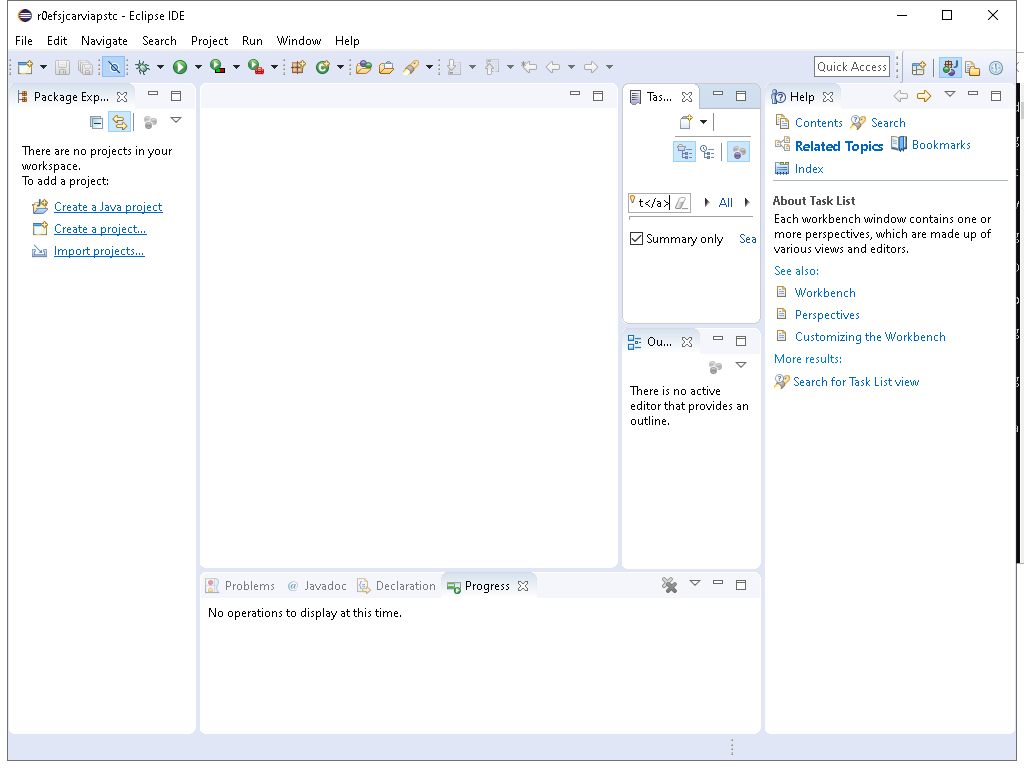 r0efsjcarviapstc - Eclipse IDE
File Edit Navigate Search Project Run Window Help
Quick Access
Package Exp...
There are no projects in your
workspace.
To add a project:
Create a Java project
Create a project...
Import projects...
Tas...
t</a>
All
Summary only
Sea
Ou...
There is no active
editor that provides an
outline.
Help
Contents Search
Related Topics Bookmarks
Index
About Task List
Each workbench window contains one or
more perspectives, which are made up of
various views and editors.
See also:
Workbench
Perspectives
Customizing the Workbench
More results:
Search for Task List view
Problems @ Javadoc Declaration Progress
No operations to display at this time.